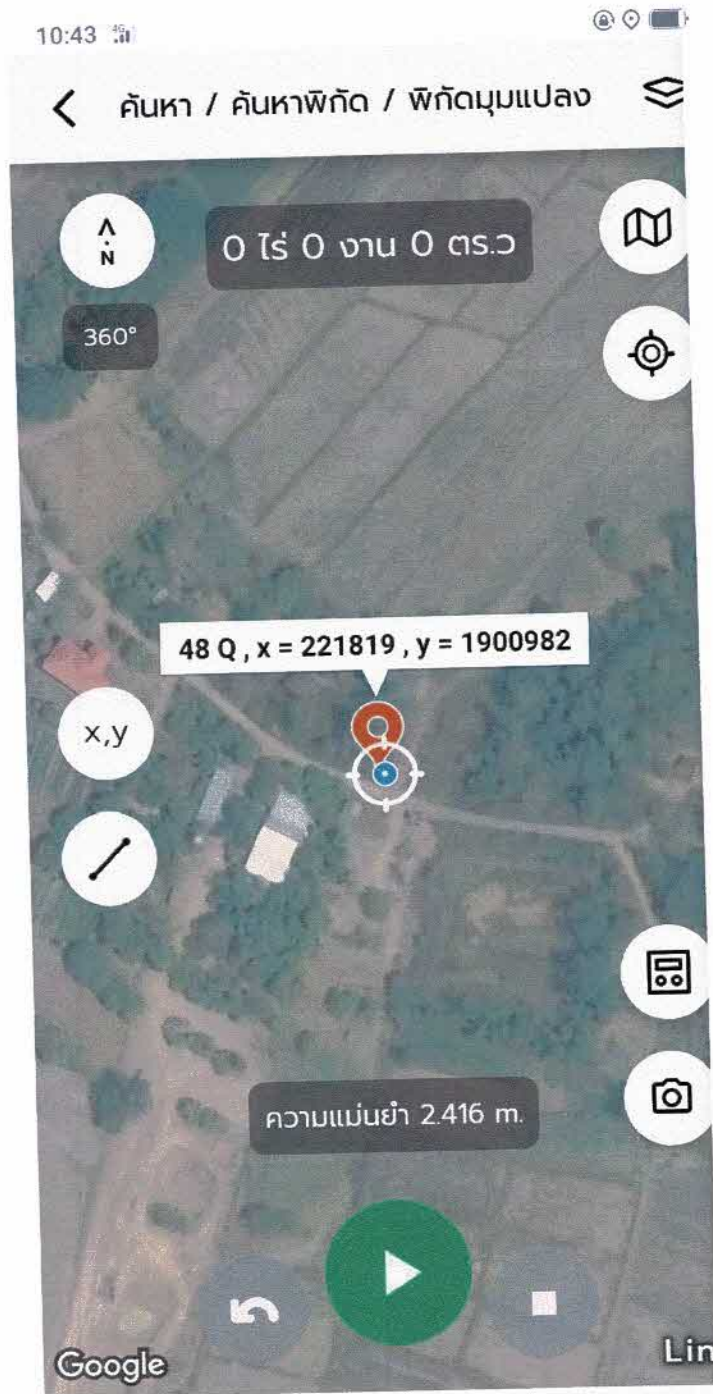 10:43 4G
ค้นหา / ค้นหาพิกัด / พิกัดมุมแปลง
N
0 ไร่ 0 งาน 0 ตร.ว
360°
48 Q , x = 221819 , y = 1900982
x,y
ความแม่นยำ 2.416 m.
Google
Lin